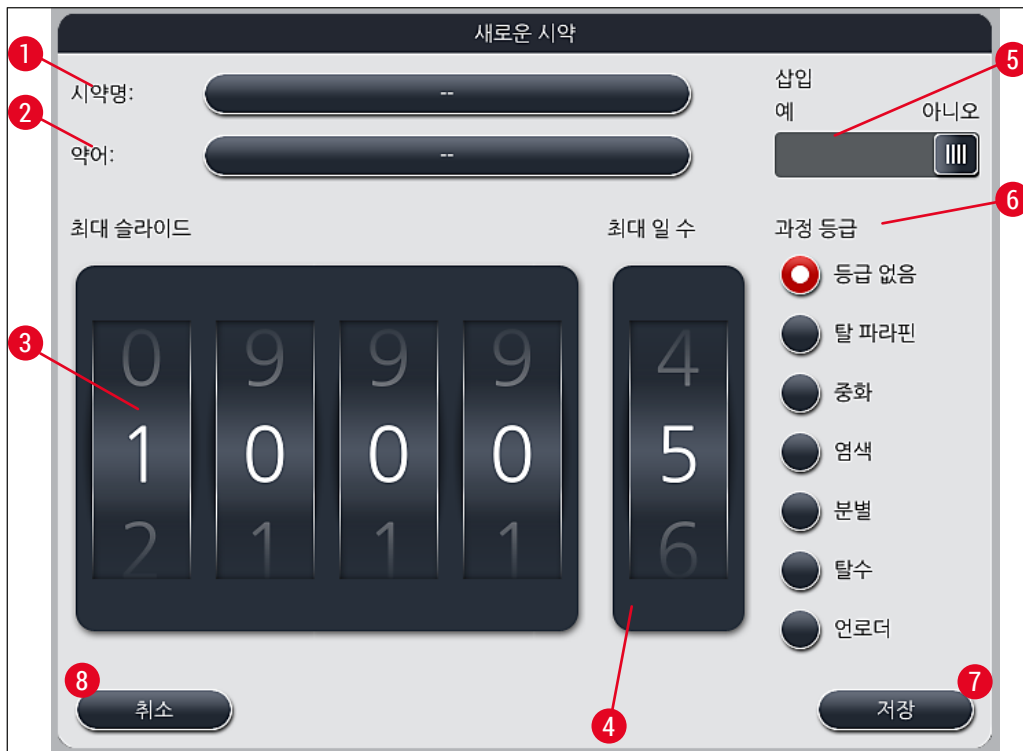 새로운 시약
1
시약명:
--
삽입
5
예
아니오
2
약어:
--
6
최대 슬라이드
최대 일 수
과정 등급
등급 없음
3
0 9 9 9
4
탈 파라핀
중화
1 0 0 0
5
염색
분별
2 1 1 1
6
탈수
언로더
8
취소
4
저장
7